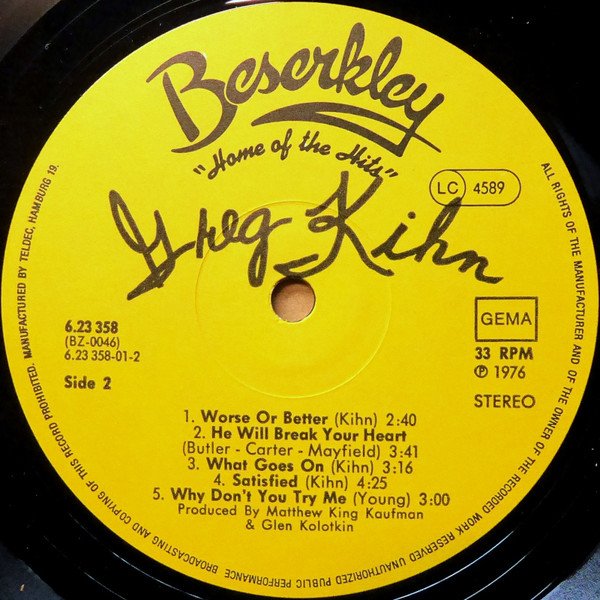 Beserkley
"Home of the Hits"
LC 4589
Greg Kihn
6.23 358
(BZ-0046)
6.23 358-01-2
Side 2
GEMA
33 RPM
℗ 1976
STEREO
1. Worse Or Better (Kihn) 2:40
2. He Will Break Your Heart
(Butler - Carter - Mayfield) 3:41
3. What Goes On (Kihn) 3:16
4. Satisfied (Kihn) 4:25
5. Why Don't You Try Me (Young) 3:00
Produced By Matthew King Kaufman
& Glen Kolotkin
ALL RIGHTS OF THE MANUFACTURER AND OF THE OWNER OF THE RECORDED WORK RESERVED UNAUTHORIZED PUBLIC PERFORMANCE, BROADCASTING AND COPYING OF THIS RECORD PROHIBITED. MANUFACTURED BY TELDEC, HAMBURG 19.